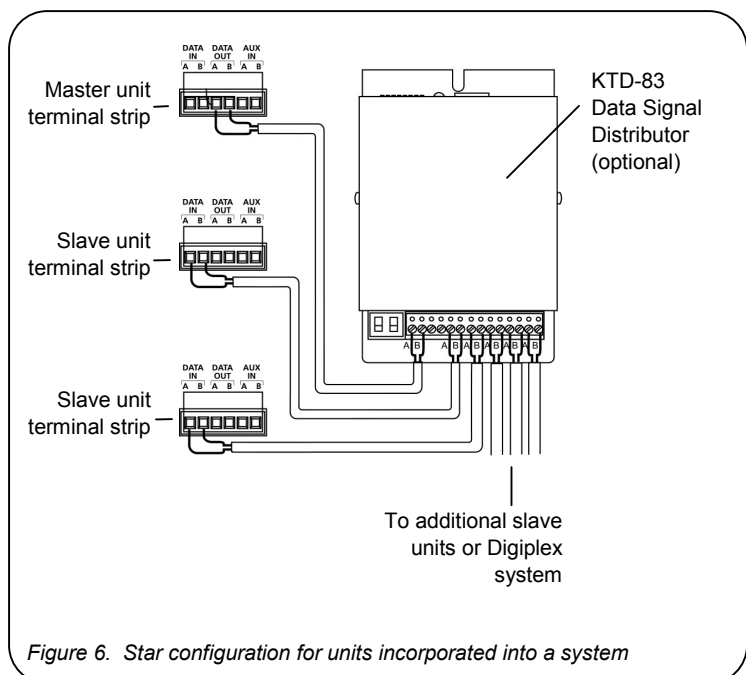 DATA DATA AUX
IN OUT IN
A B A B A B
Master unit
terminal strip
KTD-83
Data Signal
Distributor
(optional)
DATA DATA AUX
IN OUT IN
A B A B A B
Slave unit
terminal strip
A B A B A B A B A B A B
DATA DATA AUX
IN OUT IN
A B A B A B
Slave unit
terminal strip
To additional slave
units or Digiplex
system
Figure 6. Star configuration for units incorporated into a system